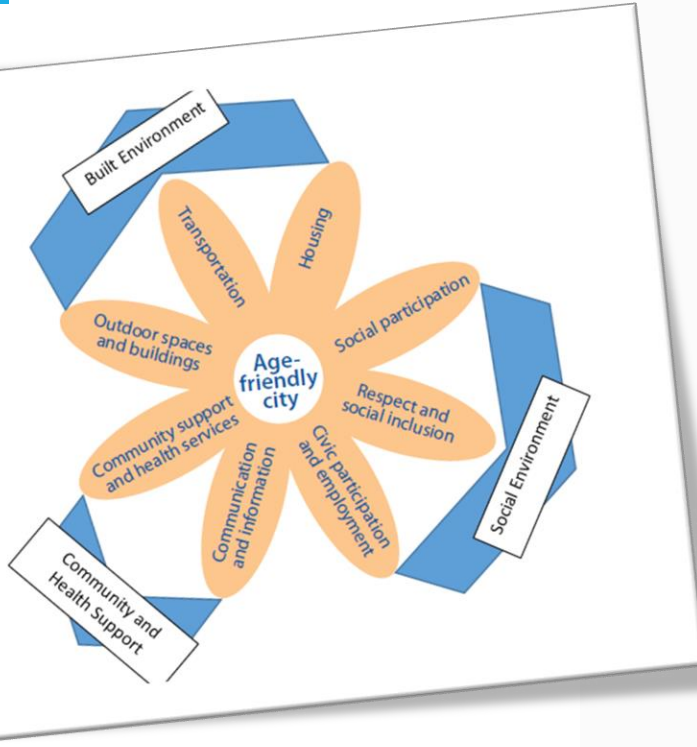 Built Environment
Transportation
Housing
Social participation
Outdoor spaces
and buildings
Age-
friendly
city
Respect and
social inclusion
Community support
and health services
Communication
and information
Civic participation
and employment
Social Environment
Community and
Health Support